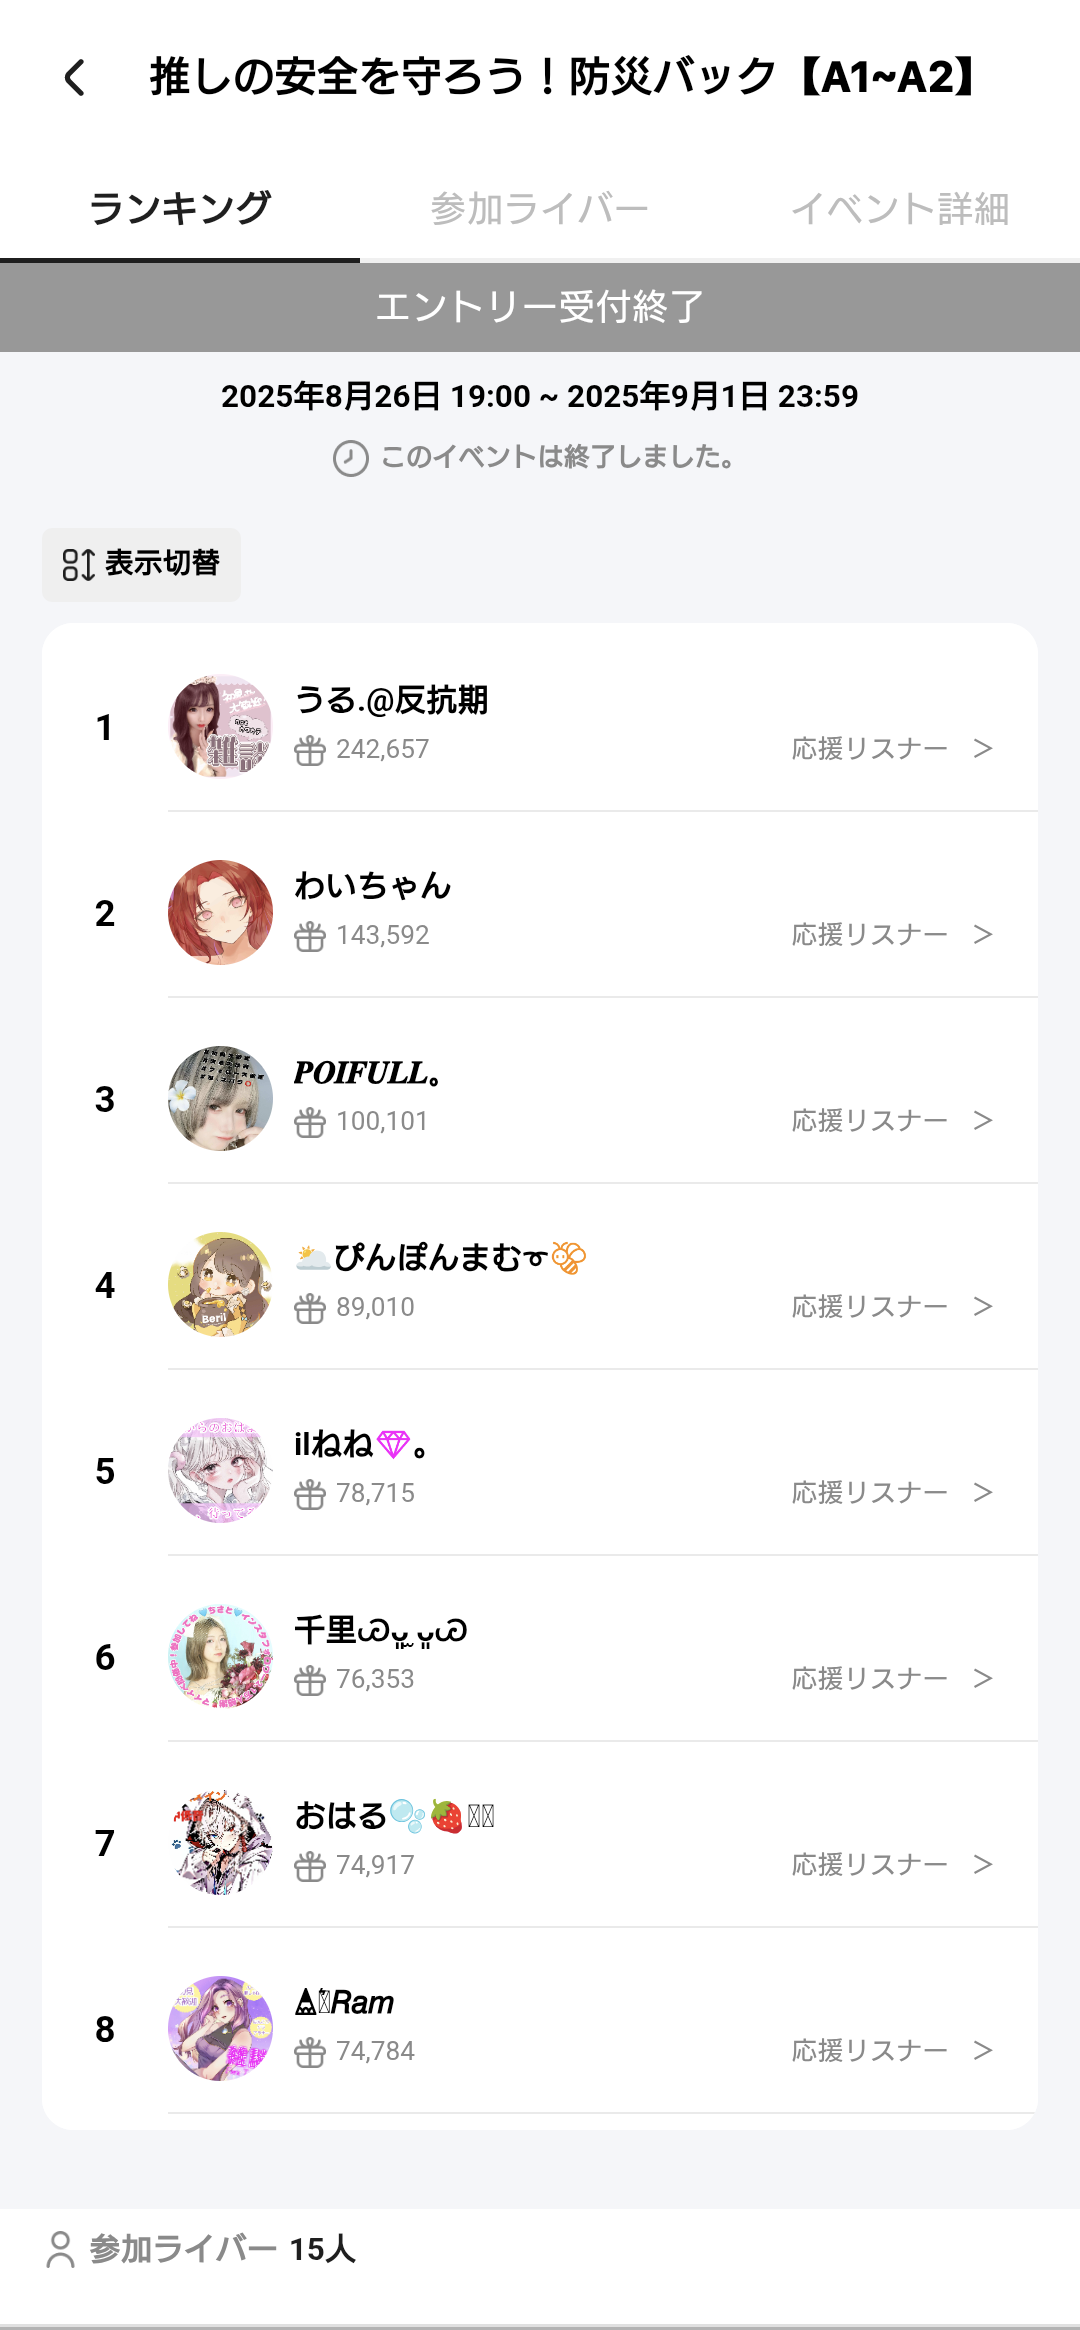 推しの安全を守ろう！防災バック【A1~A2】
ランキング 参加ライバー イベント詳細
エントリー受付終了
2025年8月26日 19:00 ~ 2025年9月1日 23:59
このイベントは終了しました。
表示切替
1
うる.@反抗期
242,657
応援リスナー >
2
わいちゃん
143,592
応援リスナー >
3
𝑷𝑶𝑰𝑭𝑼𝑳𝑳。
100,101
応援リスナー >
4
🌥️ぴんぽんまむ➰🐝
89,010
応援リスナー >
5
ilねね💎。
78,715
応援リスナー >
6
千里
76,353
応援リスナー >
7
おはる🫧🍓
74,917
応援リスナー >
8
Ram
74,784
応援リスナー >
参加ライバー 15人
Beril
雑談